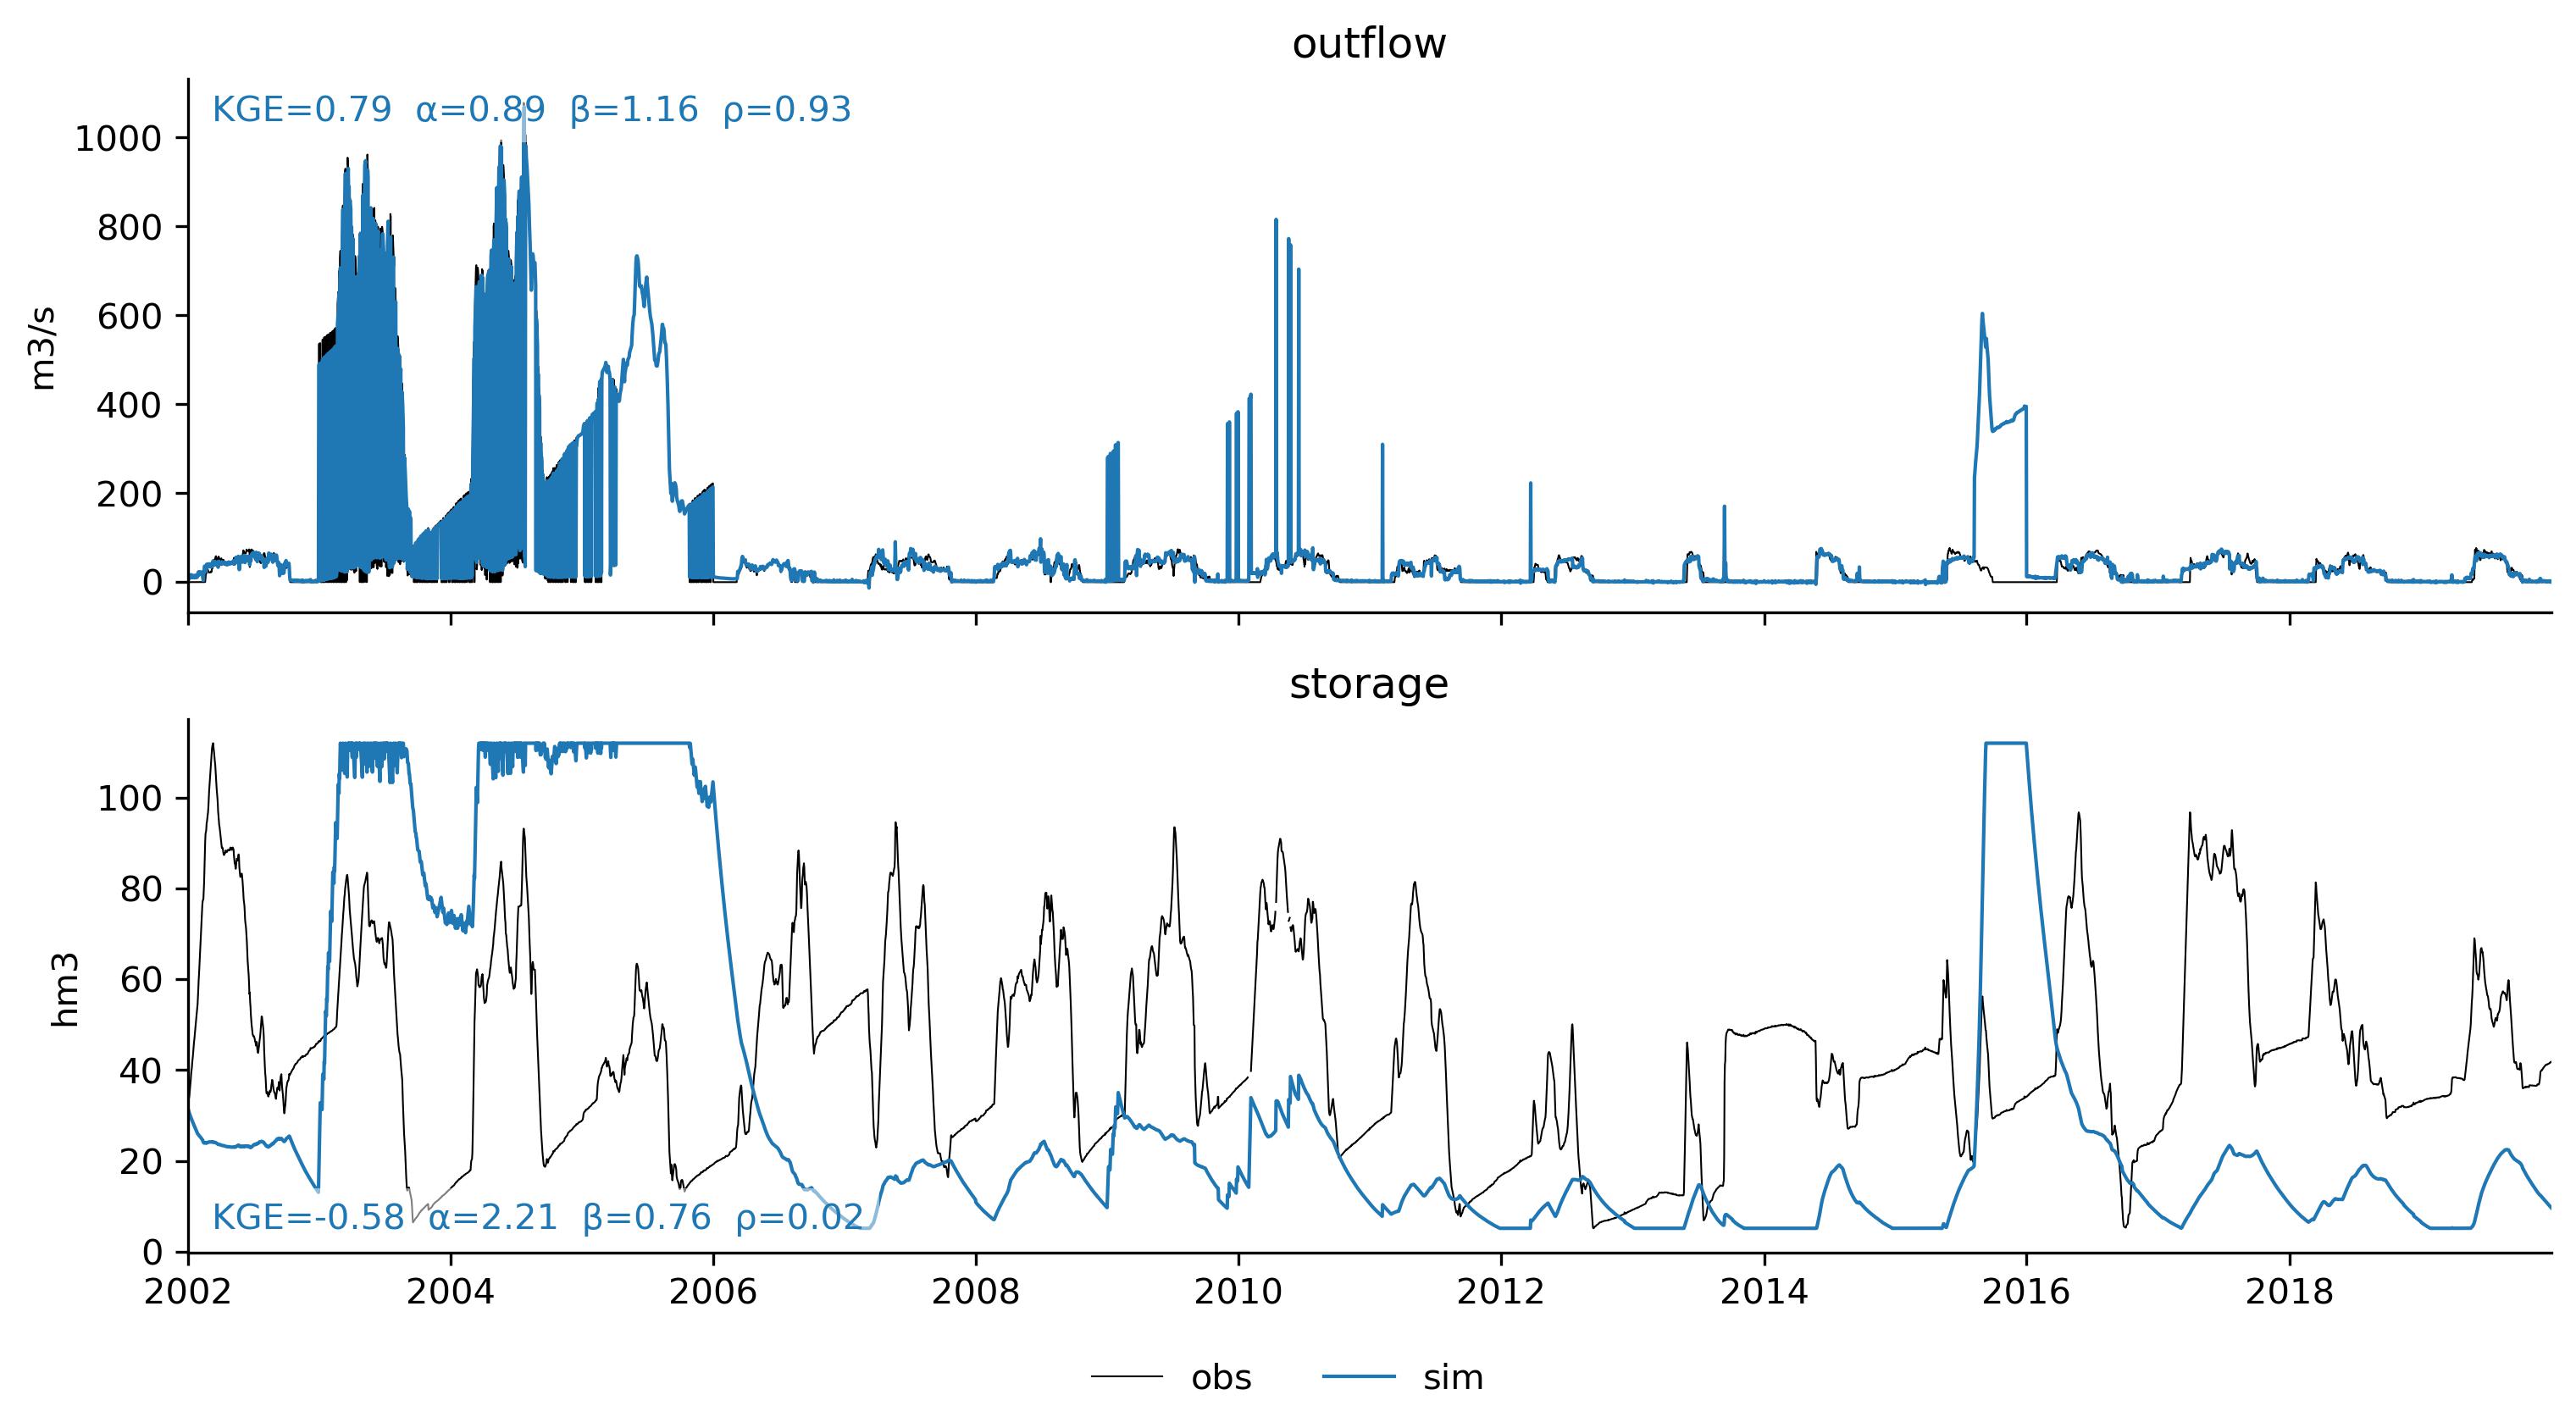 outflow
KGE=0.79 α=0.89 β=1.16 ρ=0.93
1000
800
600
400
200
0
m3/s
storage
100
80
60
40
20
0
hm3
KGE=-0.58 α=2.21 β=0.76 ρ=0.02
2002 2004 2006 2008 2010 2012 2014 2016 2018
obs sim